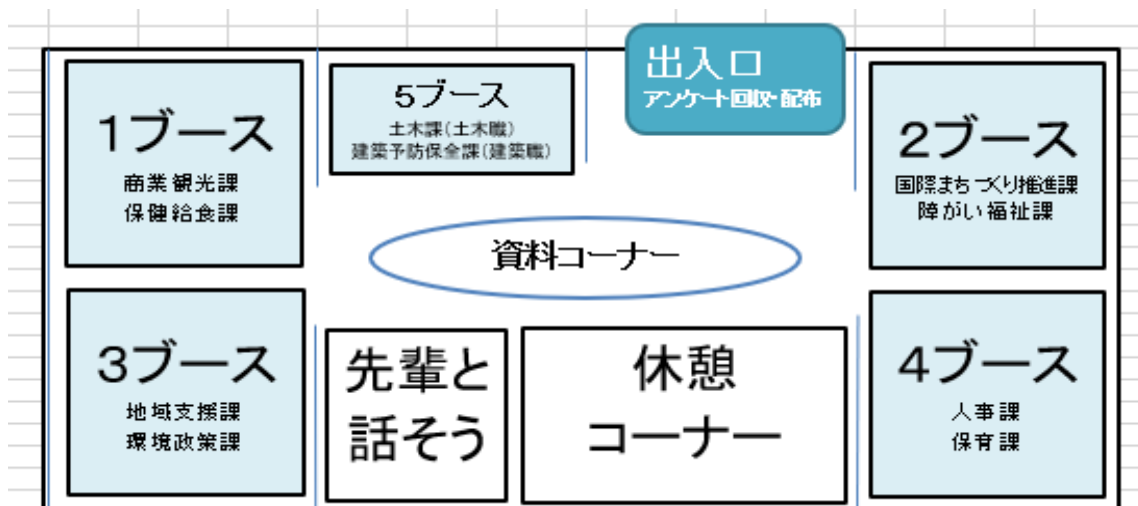 1ブース
商業観光課
保健給食課
5ブース
土木課(土木職)
建築予防保全課(建築職)
出入口
アンケート回収・配布
2ブース
国際まちづくり推進課
障がい福祉課
資料コーナー
3ブース
地域支援課
環境政策課
先輩と
話そう
休憩
コーナー
4ブース
人事課
保育課